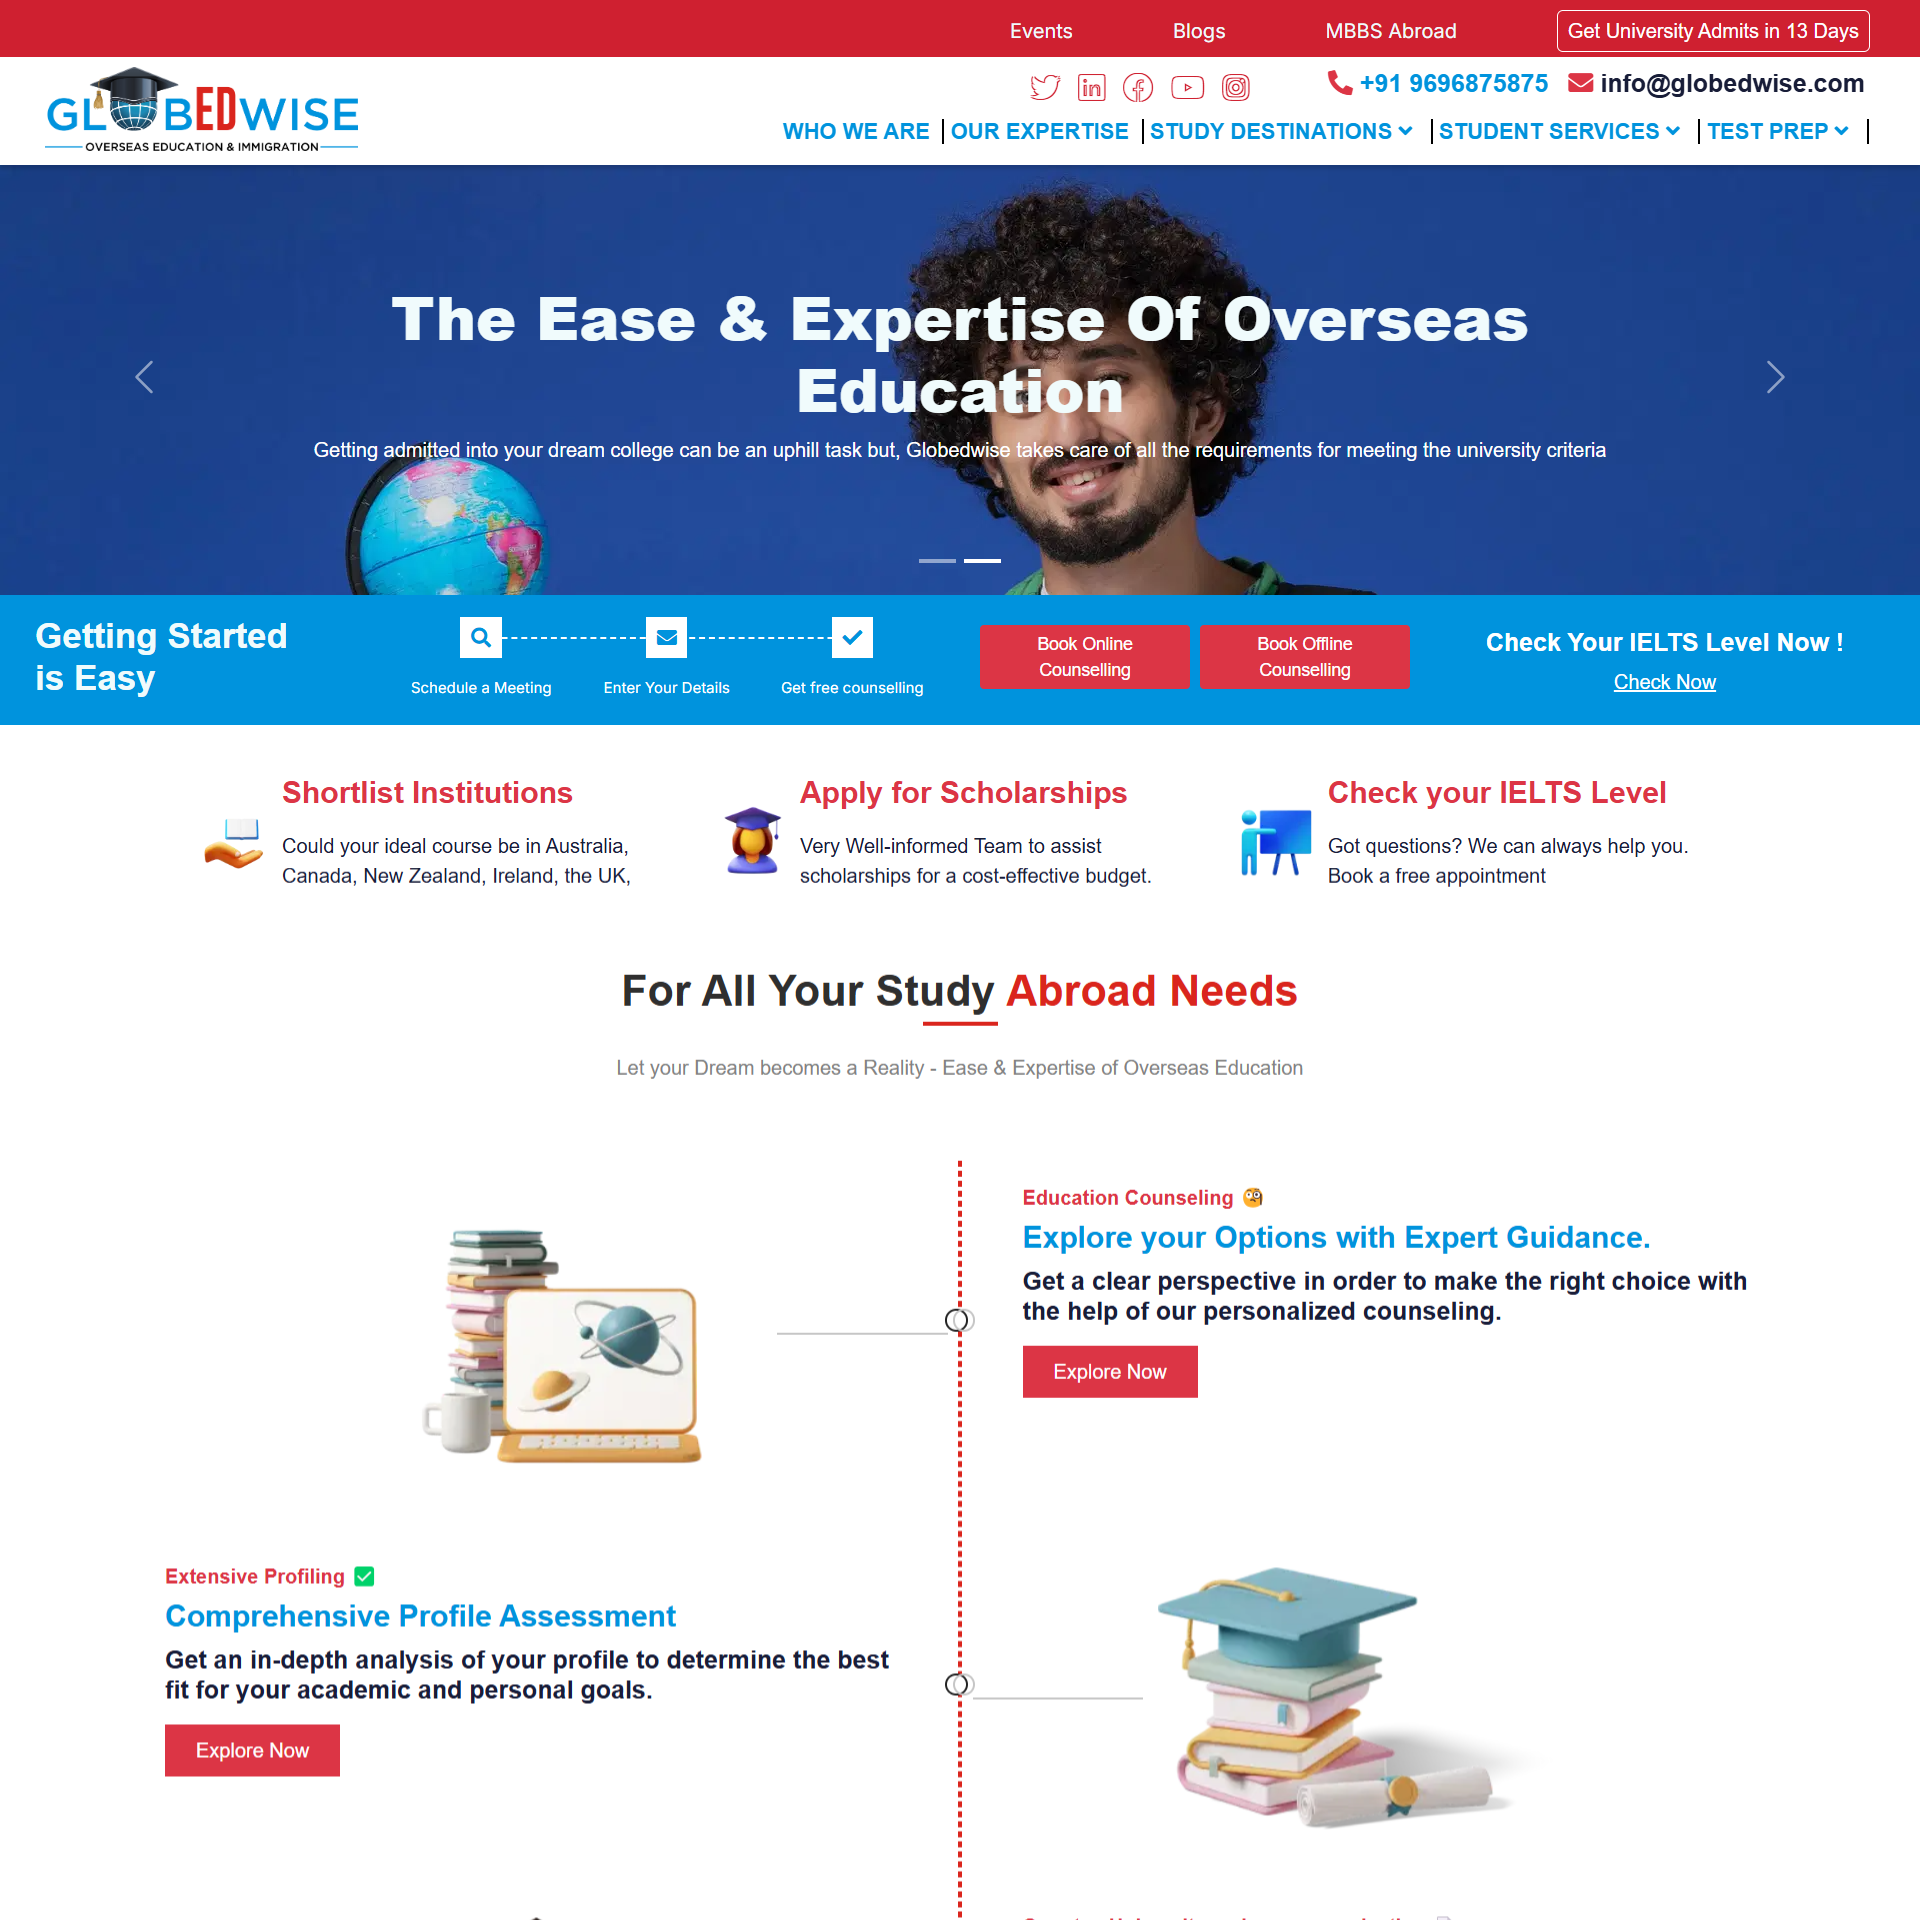 Events
Blogs
MBBS Abroad
Get University Admits in 13 Days
GLOBEDWISE
OVERSEAS EDUCATION & IMMIGRATION
+91 9696875875
info@globedwise.com
WHO WE ARE
OUR EXPERTISE
STUDY DESTINATIONS
STUDENT SERVICES
TEST PREP
The Ease & Expertise Of Overseas
Education
Getting admitted into your dream college can be an uphill task but, Globedwise takes care of all the requirements for meeting the university criteria
Getting Started
is Easy
Schedule a Meeting
Enter Your Details
Get free counselling
Book Online
Counselling
Book Offline
Counselling
Check Your IELTS Level Now !
Check Now
Shortlist Institutions
Could your ideal course be in Australia,
Canada, New Zealand, Ireland, the UK,
Apply for Scholarships
Very Well-informed Team to assist
scholarships for a cost-effective budget.
Check your IELTS Level
Got questions? We can always help you.
Book a free appointment
For All Your Study Abroad Needs
Let your Dream becomes a Reality - Ease & Expertise of Overseas Education
Education Counseling
Explore your Options with Expert Guidance.
Get a clear perspective in order to make the right choice with
the help of our personalized counseling.
Explore Now
Extensive Profiling
Comprehensive Profile Assessment
Get an in-depth analysis of your profile to determine the best
fit for your academic and personal goals.
Explore Now